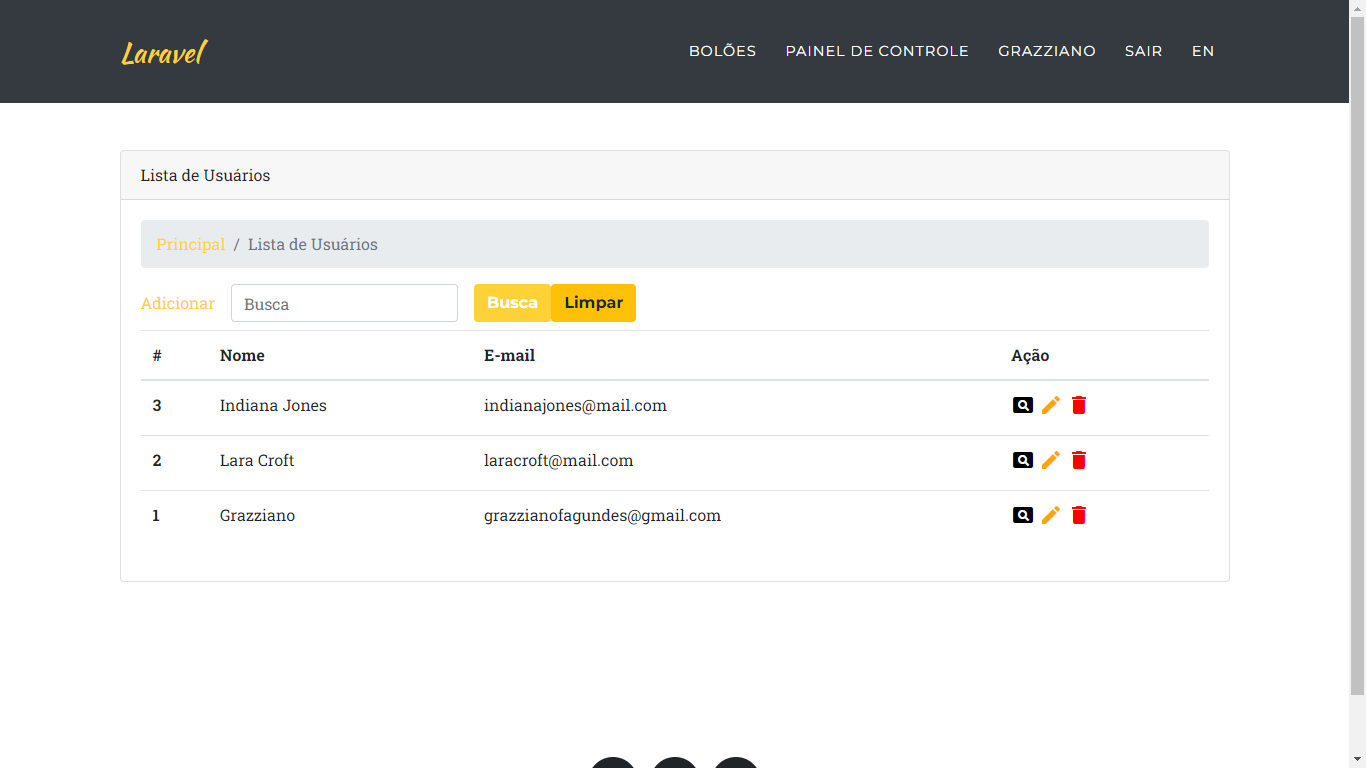 Laravel BOLÕES PAINEL DE CONTROLE GRAZZIANO SAIR EN
Lista de Usuários
Principal / Lista de Usuários
Adicionar Busca Busca Limpar
# Nome E-mail Ação
3 Indiana Jones indianajones@mail.com
2 Lara Croft laracroft@mail.com
1 Grazziano grazzianofagundes@gmail.com